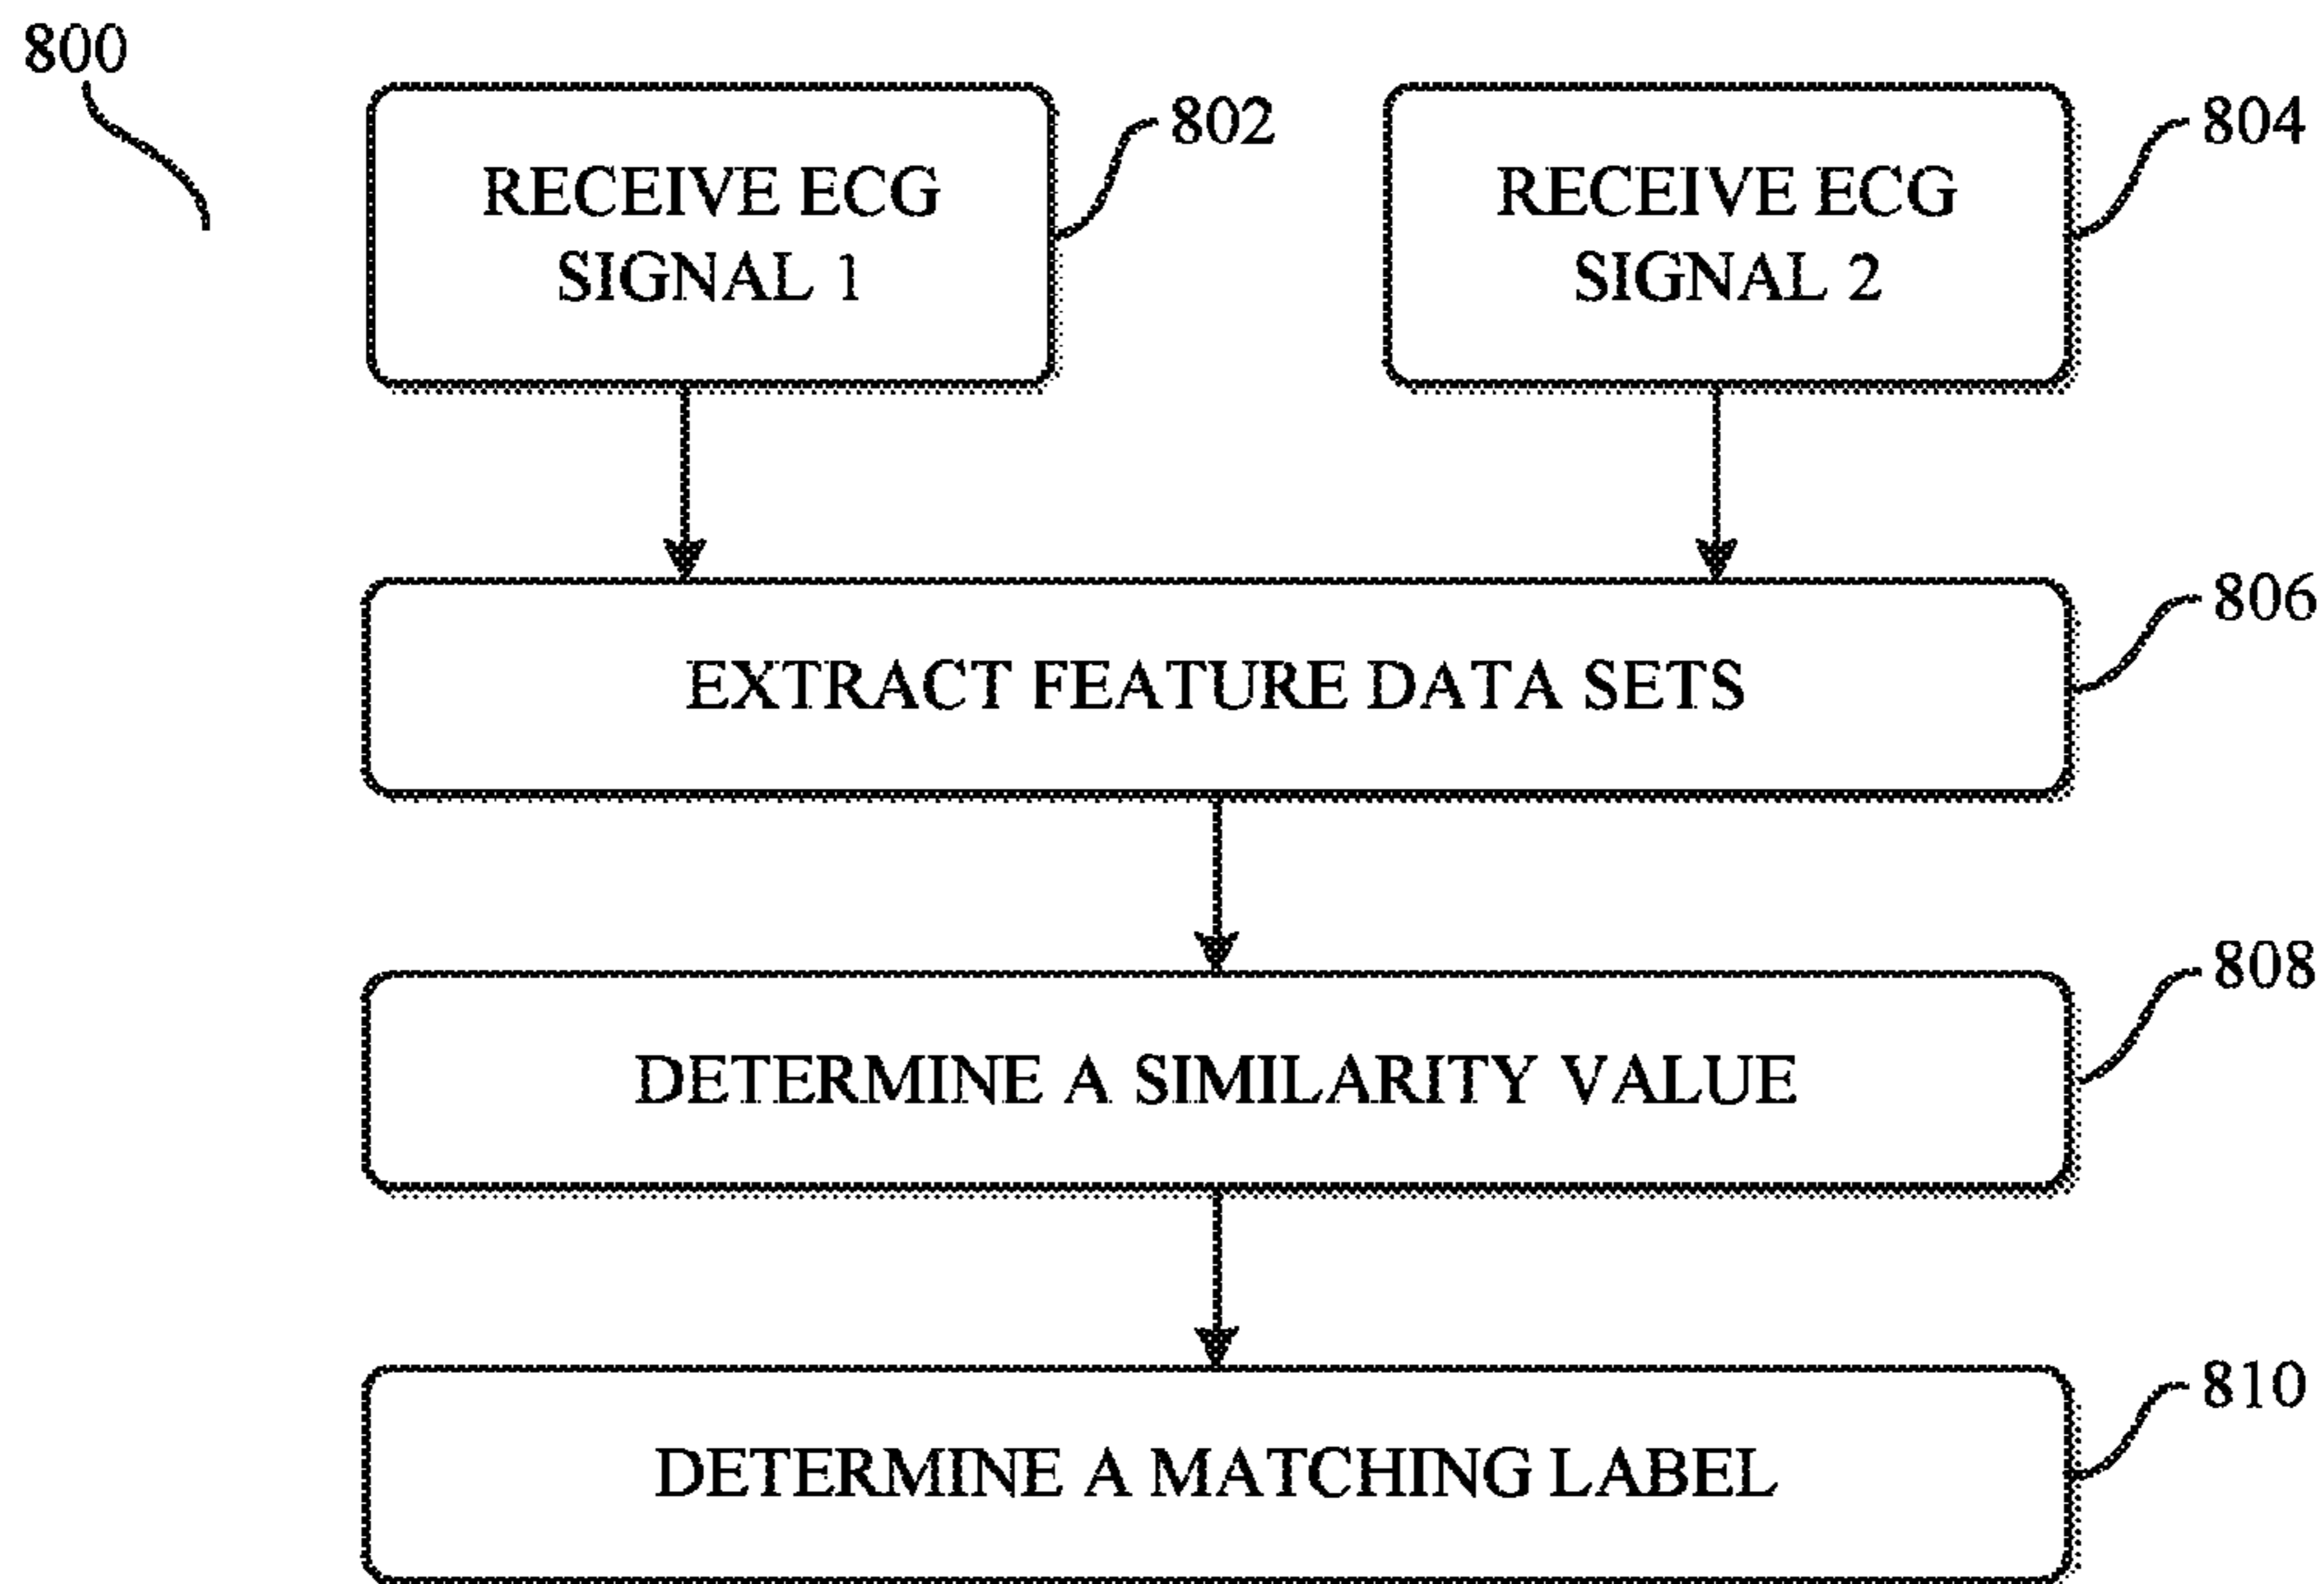 800
802
804
RECEIVE ECG
SIGNAL 1
RECEIVE ECG
SIGNAL 2
806
EXTRACT FEATURE DATA SETS
808
DETERMINE A SIMILARITY VALUE
810
DETERMINE A MATCHING LABEL